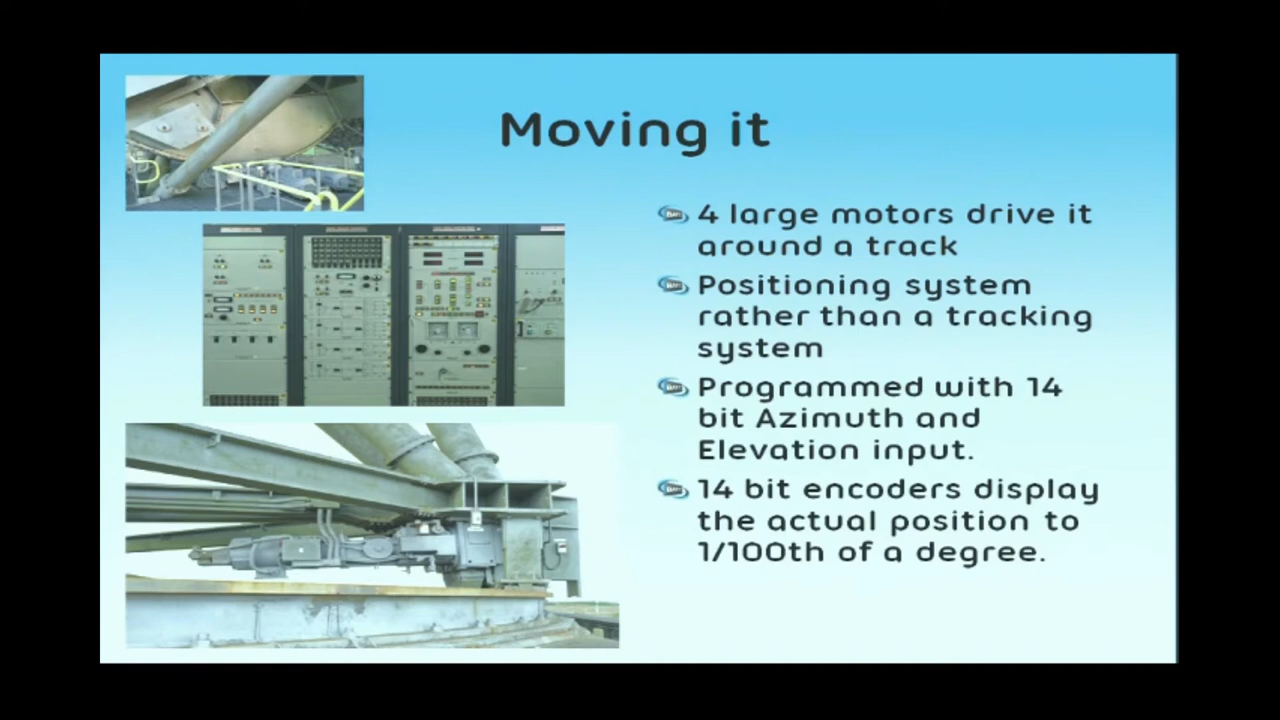 Moving it
4 large motors drive it
around a track
Positioning system
rather than a tracking
system
Programmed with 14
bit Azimuth and
Elevation input.
14 bit encoders display
the actual position to
1/100th of a degree.